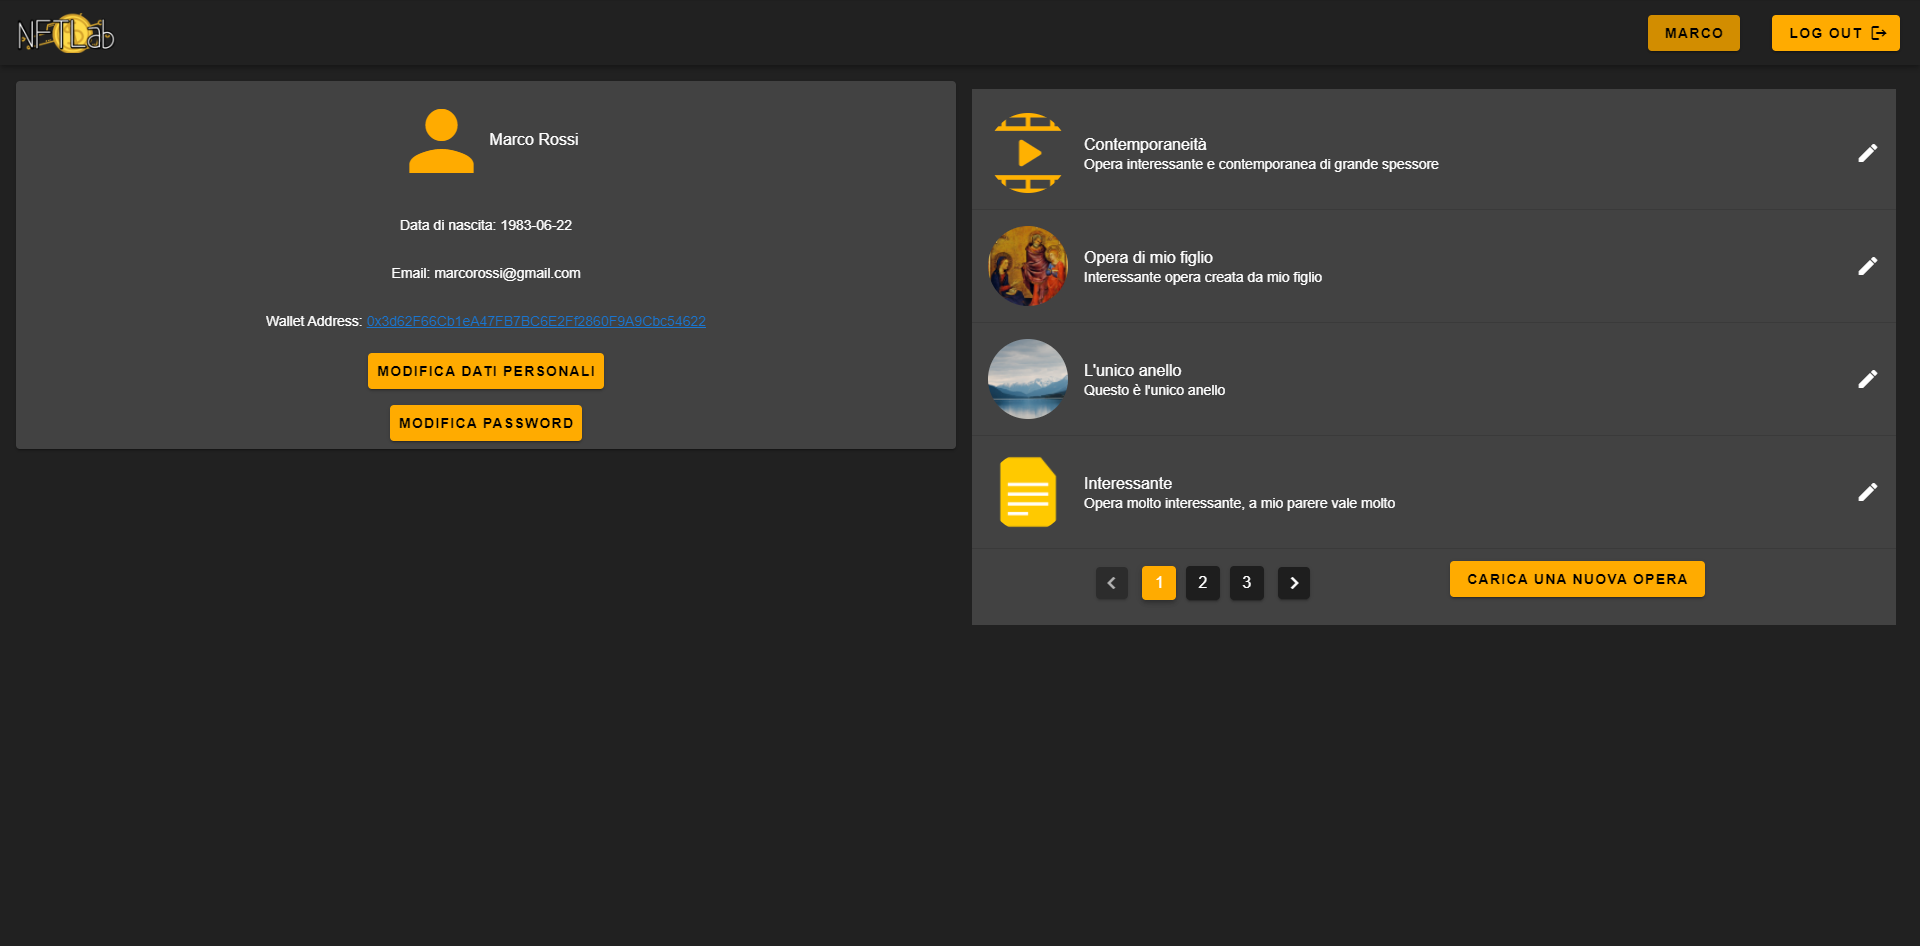 NFTLab
MARCO
LOG OUT
Marco Rossi
Data di nascita: 1983-06-22
Email: marcorossi@gmail.com
Wallet Address: 0x3d62F66Cb1eA47FB7BC6E2Ff2860F9A9Cbc54622
MODIFICA DATI PERSONALI
MODIFICA PASSWORD
Contemporaneità
Opera interessante e contemporanea di grande spessore
Opera di mio figlio
Interessante opera creata da mio figlio
L'unico anello
Questo è l'unico anello
Interessante
Opera molto interessante, a mio parere vale molto
1 2 3
CARICA UNA NUOVA OPERA